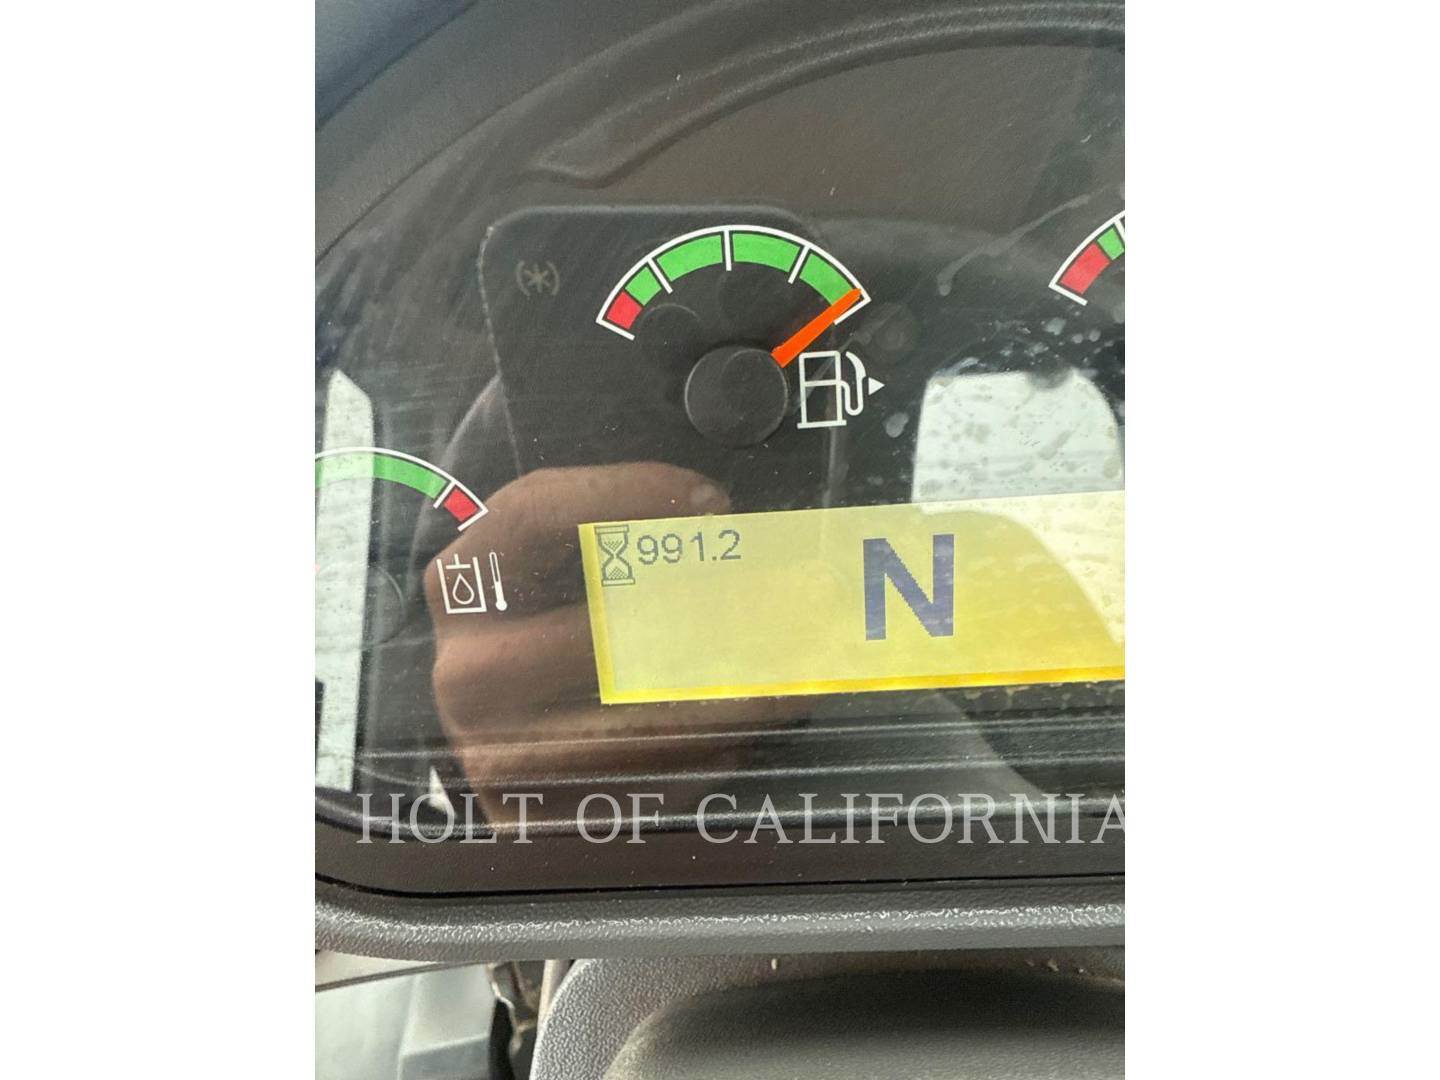 (*)
991.2 N
HOLT OF CALIFORNIA